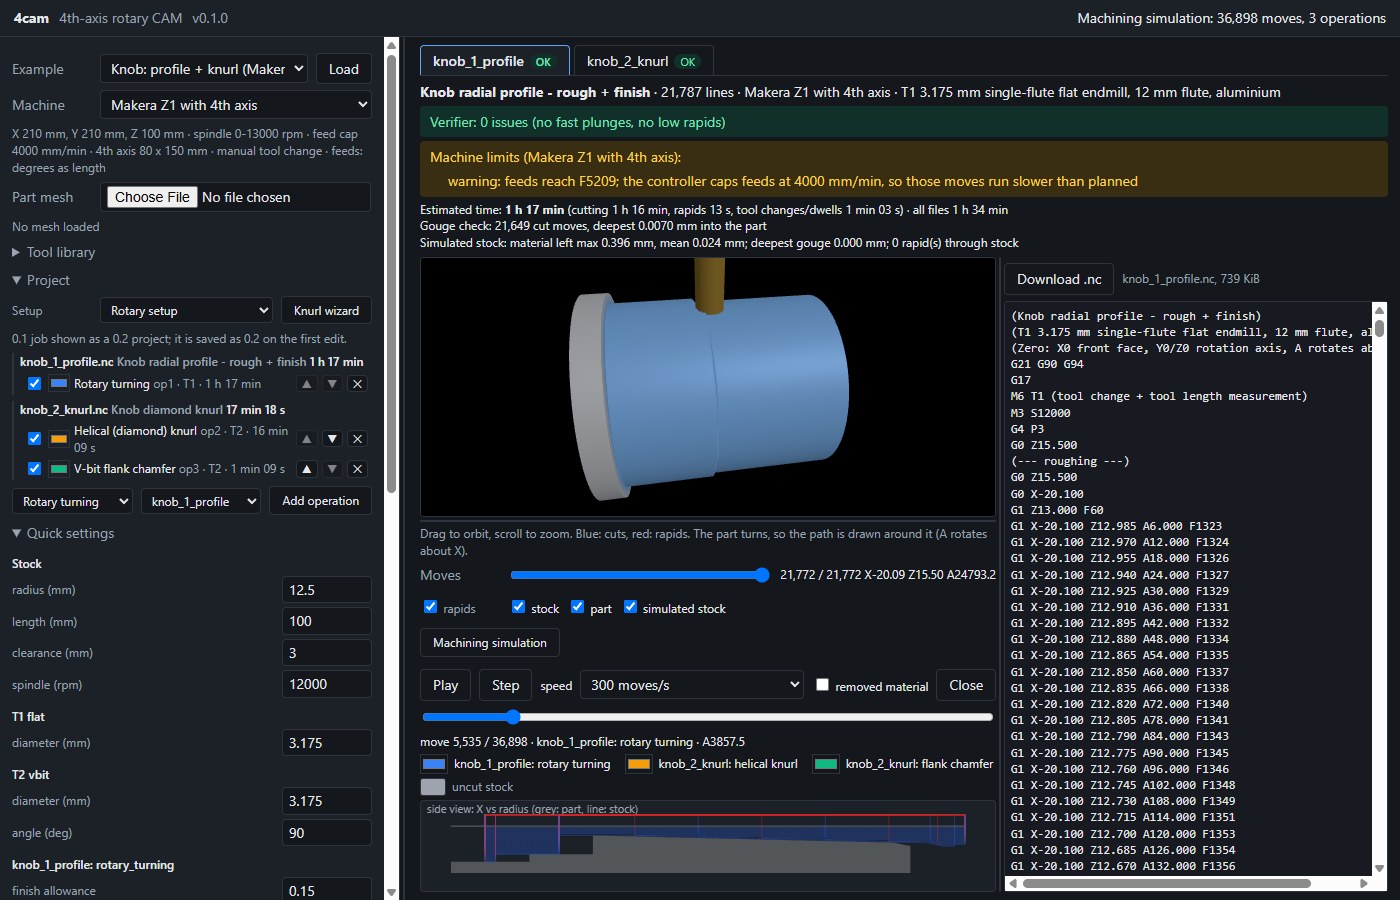 4cam 4th-axis rotary CAM v0.1.0
Machining simulation: 36,898 moves, 3 operations
Example Knob: profile + knurl (Maker Load
Machine Makera Z1 with 4th axis
X 210 mm, Y 210 mm, Z 100 mm · spindle 0-13000 rpm · feed cap
4000 mm/min · 4th axis 80 x 150 mm · manual tool change · feeds:
degrees as length
Part mesh Choose File No file chosen
No mesh loaded
Tool library
Project
Setup Rotary setup Knurl wizard
0.1 job shown as a 0.2 project; it is saved as 0.2 on the first edit.
knob_1_profile.nc Knob radial profile - rough + finish 1 h 17 min
Rotary turning op1 · T1 · 1 h 17 min
knob_2_knurl.nc Knob diamond knurl 17 min 18 s
Helical (diamond) knurl op2 · T2 · 16 min
09 s
V-bit flank chamfer op3 · T2 · 1 min 09 s
Rotary turning knob_1_profile Add operation
Quick settings
Stock
radius (mm) 12.5
length (mm) 100
clearance (mm) 3
spindle (rpm) 12000
T1 flat
diameter (mm) 3.175
T2 vbit
diameter (mm) 3.175
angle (deg) 90
knob_1_profile: rotary_turning
finish allowance 0.15
knob_1_profile OK knob_2_knurl OK
Knob radial profile - rough + finish · 21,787 lines · Makera Z1 with 4th axis · T1 3.175 mm single-flute flat endmill, 12 mm flute, aluminium
Verifier: 0 issues (no fast plunges, no low rapids)
Machine limits (Makera Z1 with 4th axis):
warning: feeds reach F5209; the controller caps feeds at 4000 mm/min, so those moves run slower than planned
Estimated time: 1 h 17 min (cutting 1 h 16 min, rapids 13 s, tool changes/dwells 1 min 03 s) · all files 1 h 34 min
Gouge check: 21,649 cut moves, deepest 0.0070 mm into the part
Simulated stock: material left max 0.396 mm, mean 0.024 mm; deepest gouge 0.000 mm; 0 rapid(s) through stock
Drag to orbit, scroll to zoom. Blue: cuts, red: rapids. The part turns, so the path is drawn around it (A rotates
about X).
Moves 21,772 / 21,772 X-20.09 Z15.50 A24793.2
rapids stock part simulated stock
Machining simulation
Play Step speed 300 moves/s removed material Close
move 5,535 / 36,898 · knob_1_profile: rotary turning · A3857.5
knob_1_profile: rotary turning knob_2_knurl: helical knurl knob_2_knurl: flank chamfer
uncut stock
side view: X vs radius (grey: part, line: stock)
Download .nc knob_1_profile.nc, 739 KiB
(Knob radial profile - rough + finish)
(T1 3.175 mm single-flute flat endmill, 12 mm flute, al
(Zero: X0 front face, Y0/Z0 rotation axis, A rotates ab
G21 G90 G94
G17
M6 T1 (tool change + tool length measurement)
M3 S12000
G4 P3
G0 Z15.500
(--- roughing ---)
G0 Z15.500
G0 X-20.100
G1 Z13.000 F60
G1 X-20.100 Z12.985 A6.000 F1323
G1 X-20.100 Z12.970 A12.000 F1324
G1 X-20.100 Z12.955 A18.000 F1326
G1 X-20.100 Z12.940 A24.000 F1327
G1 X-20.100 Z12.925 A30.000 F1329
G1 X-20.100 Z12.910 A36.000 F1331
G1 X-20.100 Z12.895 A42.000 F1332
G1 X-20.100 Z12.880 A48.000 F1334
G1 X-20.100 Z12.865 A54.000 F1335
G1 X-20.100 Z12.850 A60.000 F1337
G1 X-20.100 Z12.835 A66.000 F1338
G1 X-20.100 Z12.820 A72.000 F1340
G1 X-20.100 Z12.805 A78.000 F1341
G1 X-20.100 Z12.790 A84.000 F1343
G1 X-20.100 Z12.775 A90.000 F1345
G1 X-20.100 Z12.760 A96.000 F1346
G1 X-20.100 Z12.745 A102.000 F1348
G1 X-20.100 Z12.730 A108.000 F1349
G1 X-20.100 Z12.715 A114.000 F1351
G1 X-20.100 Z12.700 A120.000 F1353
G1 X-20.100 Z12.685 A126.000 F1354
G1 X-20.100 Z12.670 A132.000 F1356